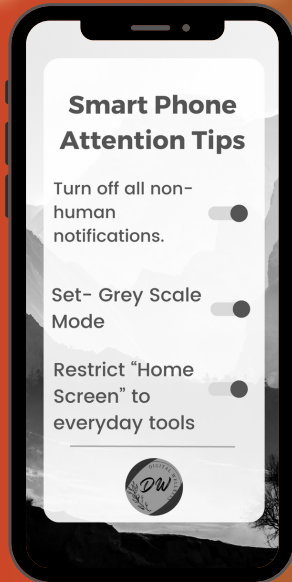 Smart Phone
Attention Tips
Turn off all non-
human
notifications.
Set- Grey Scale
Mode
Restrict “Home
Screen” to
everyday tools
DIGITAL
DW